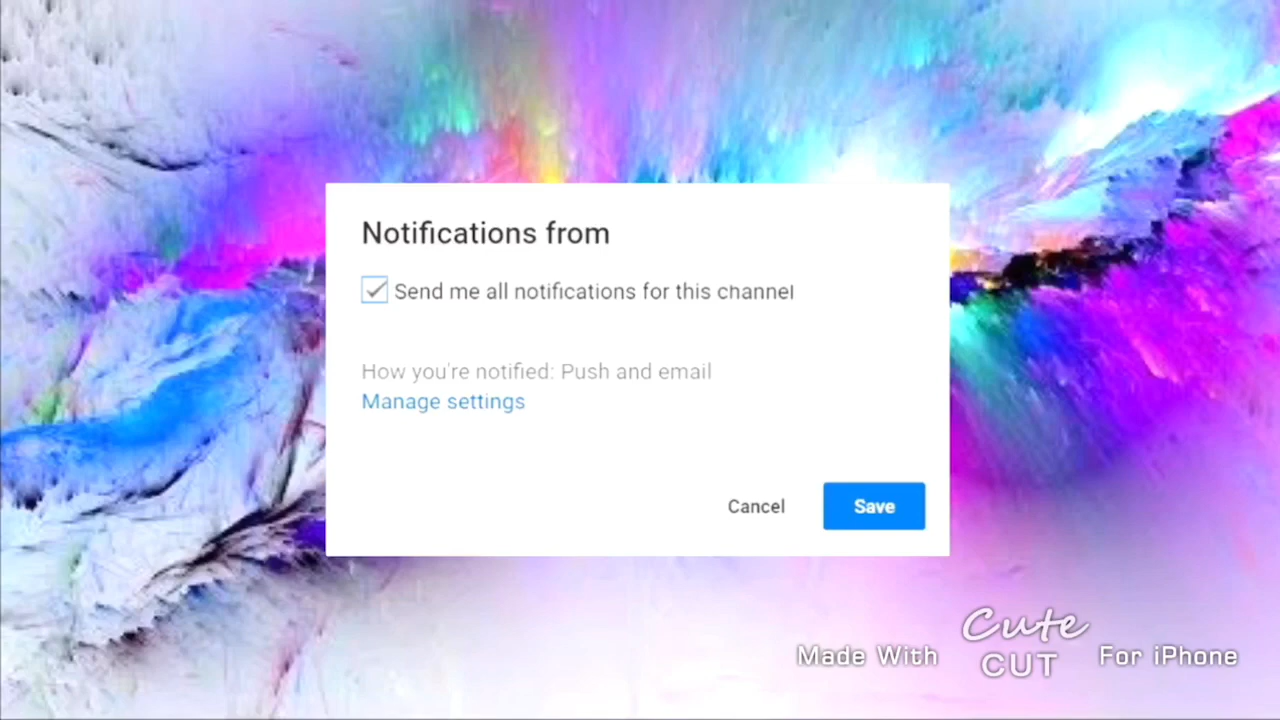 Notifications from
Send me all notifications for this channel
How you're notified: Push and email
Manage settings
Cancel Save
Made With Cute CUT For iPhone